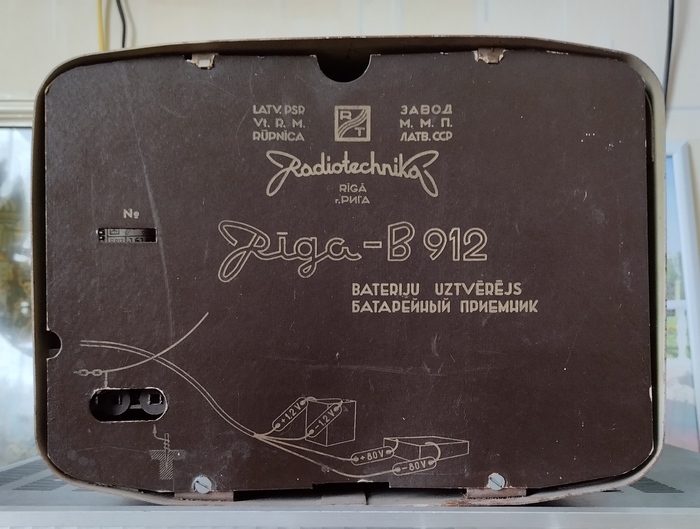 LATV. PSR
Vt. R. M.
RŪPNĪCA
RT
ЗАВОД
М. М. П.
ЛАТВ. ССР
Radiotechnika
RĪGĀ
г. РИГА
№
Rīga-B 912
BATERIJU UZTVĒRĒJS
БАТАРЕЙНЫЙ ПРИЕМНИК
+1,2V
-1,2V
+80V
-80V